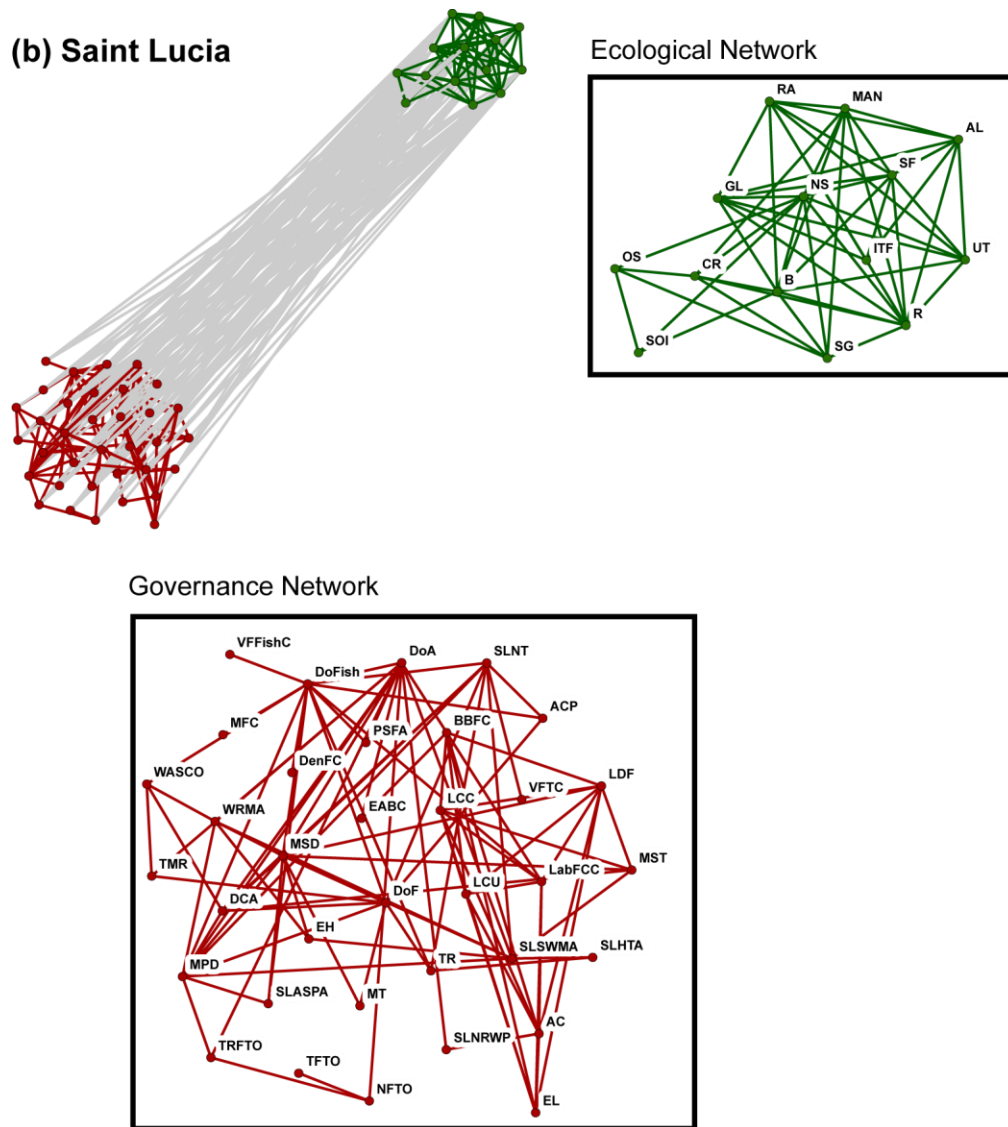 (b) Saint Lucia
Ecological Network
RA
MAN
AL
SF
GL
NS
OS
CR
B
ITF
UT
R
SOI
SG
Governance Network
VFFishC
DoFish
DoA
SLNT
ACP
MFC
PSFA
BBFC
WASCO
DenFC
LDF
WRMA
EABC
LCC
VFTC
MSD
TMR
LCU
LabFCC
MST
DCA
DoF
EH
TR
SLSWMA
SLHTA
MPD
SLASPA
MT
SLNRWP
AC
TRFTO
TFTO
NFTO
EL